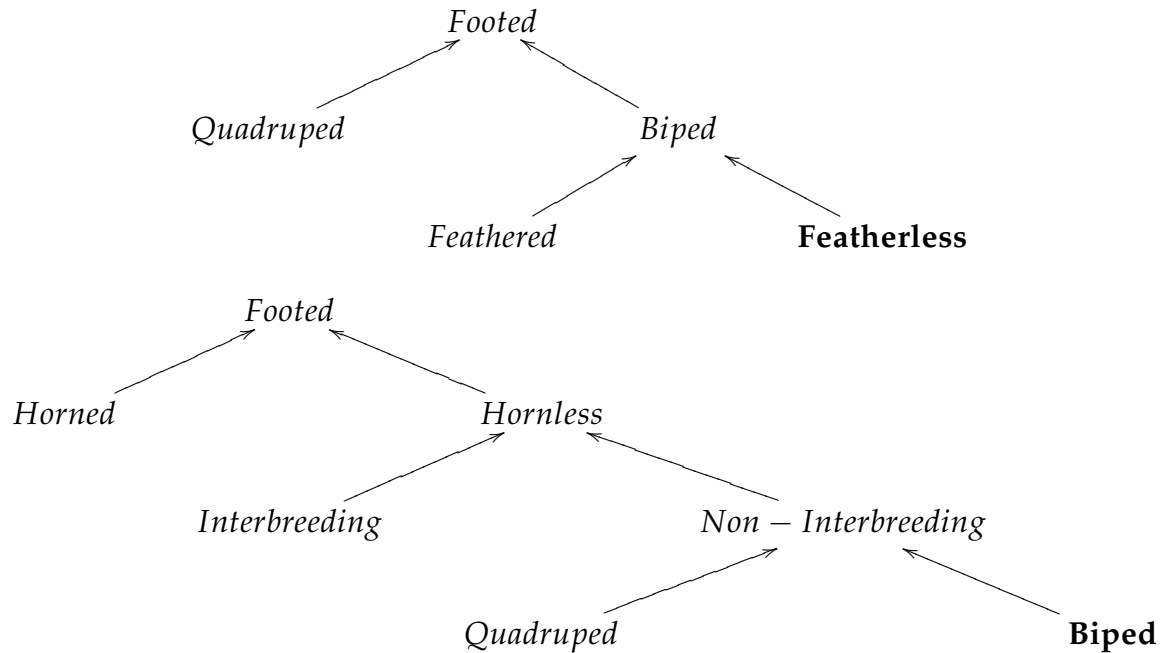 Footed
Quadruped Biped
Feathered Featherless
Footed
Horned Hornless
Interbreeding Non – Interbreeding
Quadruped Biped